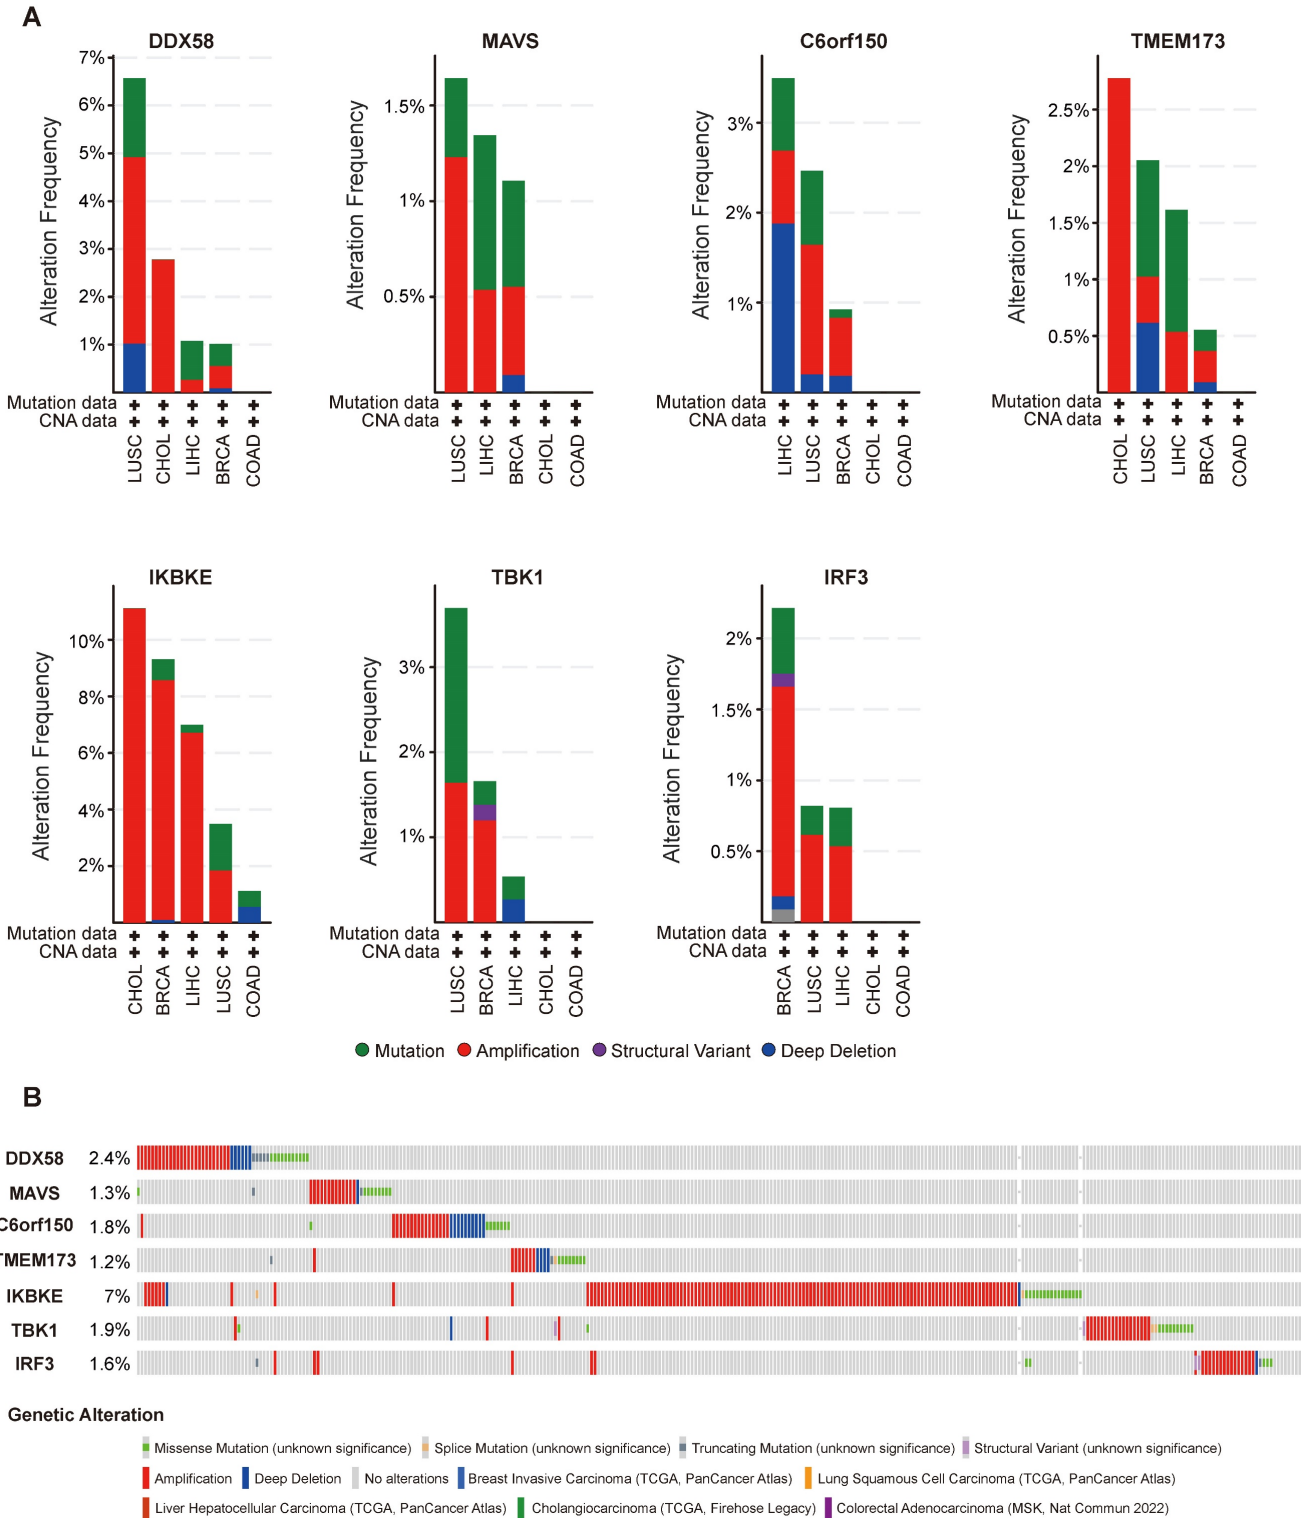 A
DDX58 MAVS C6orf150 TMEM173
Alteration Frequency
7%
6%
5%
4%
3%
2%
1%
Alteration Frequency
1.5%
1%
0.5%
Alteration Frequency
3%
2%
1%
Alteration Frequency
2.5%
2%
1.5%
1%
0.5%
Mutation data + + + + + Mutation data + + + + + Mutation data + + + + + Mutation data + + + + +
CNA data + + + + + CNA data + + + + + CNA data + + + + + CNA data + + + + +
LUSC CHOL LIHC BRCA COAD LUSC LIHC BRCA CHOL COAD LIHC LUSC BRCA CHOL COAD CHOL LUSC LIHC BRCA COAD
IKBKE TBK1 IRF3
Alteration Frequency
10%
8%
6%
4%
2%
Alteration Frequency
3%
2%
1%
Alteration Frequency
2%
1.5%
1%
0.5%
Mutation data + + + + + Mutation data + + + + + Mutation data + + + + +
CNA data + + + + + CNA data + + + + + CNA data + + + + +
CHOL BRCA LIHC LUSC COAD LUSC BRCA LIHC CHOL COAD BRCA LUSC LIHC CHOL COAD
Mutation Amplification Structural Variant Deep Deletion
B
DDX58 2.4%
MAVS 1.3%
C6orf150 1.8%
TMEM173 1.2%
IKBKE 7%
TBK1 1.9%
IRF3 1.6%
Genetic Alteration
Missense Mutation (unknown significance) Splice Mutation (unknown significance) Truncating Mutation (unknown significance) Structural Variant (unknown significance)
Amplification Deep Deletion No alterations Breast Invasive Carcinoma (TCGA, PanCancer Atlas) Lung Squamous Cell Carcinoma (TCGA, PanCancer Atlas)
Liver Hepatocellular Carcinoma (TCGA, PanCancer Atlas) Cholangiocarcinoma (TCGA, Firehose Legacy) Colorectal Adenocarcinoma (MSK, Nat Commun 2022)